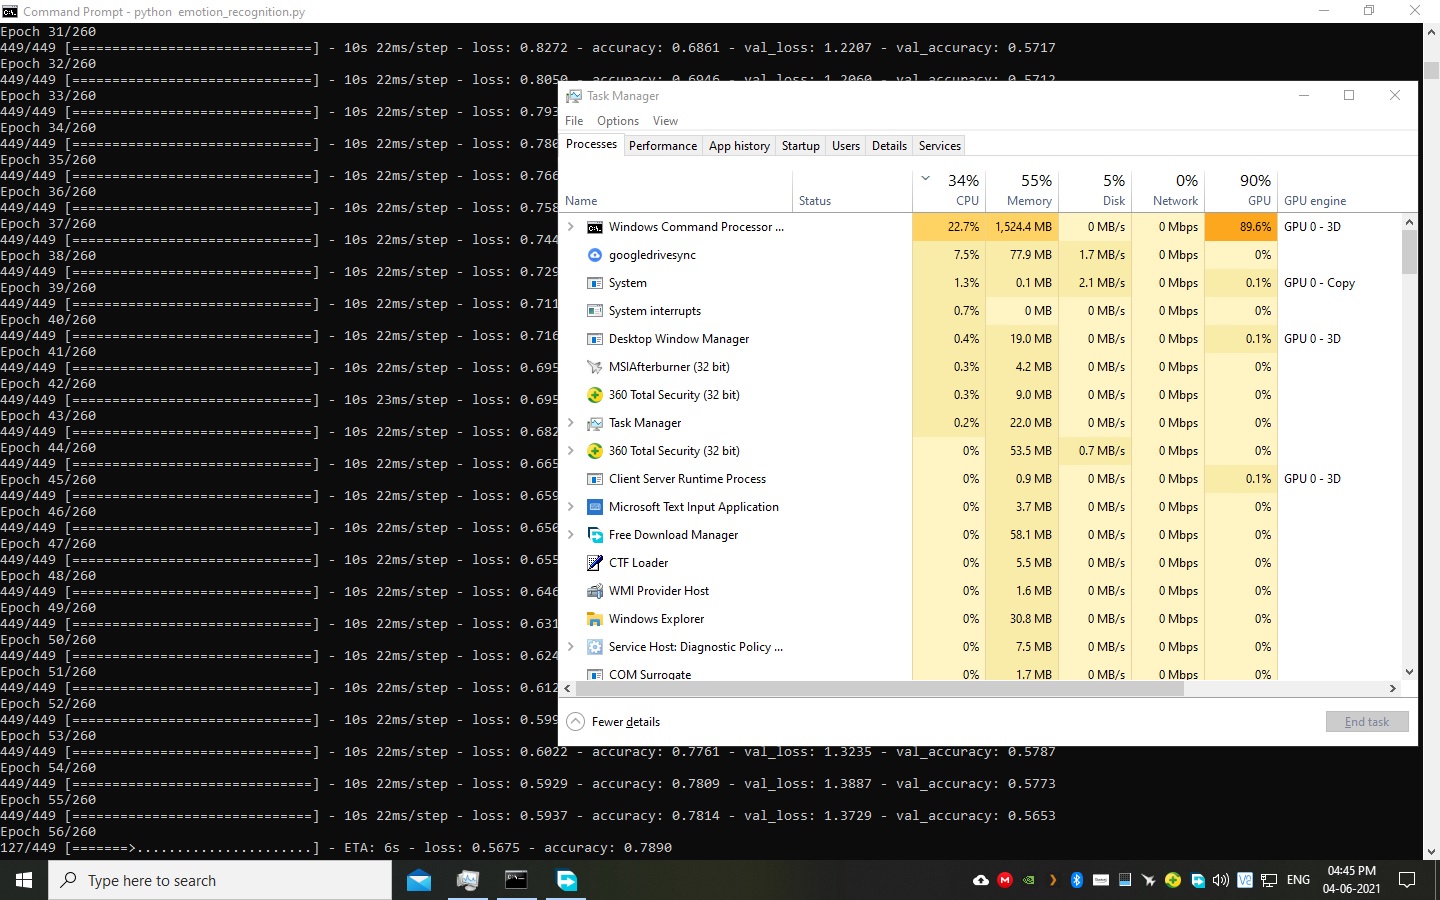 Command Prompt - python  emotion_recognition.py
Epoch 31/260
449/449 [==============================] - 10s 22ms/step - loss: 0.8272 - accuracy: 0.6861 - val_loss: 1.2207 - val_accuracy: 0.5717
Epoch 32/260
449/449 [==============================] - 10s 22ms/step - loss: 0.8050 - accuracy: 0.6946 - val_loss: 1.2060 - val_accuracy: 0.5712
Epoch 33/260
449/449 [==============================] - 10s 22ms/step - loss: 0.793
Epoch 34/260
449/449 [==============================] - 10s 22ms/step - loss: 0.780
Epoch 35/260
449/449 [==============================] - 10s 22ms/step - loss: 0.766
Epoch 36/260
449/449 [==============================] - 10s 22ms/step - loss: 0.758
Epoch 37/260
449/449 [==============================] - 10s 22ms/step - loss: 0.744
Epoch 38/260
449/449 [==============================] - 10s 22ms/step - loss: 0.729
Epoch 39/260
449/449 [==============================] - 10s 22ms/step - loss: 0.711
Epoch 40/260
449/449 [==============================] - 10s 22ms/step - loss: 0.716
Epoch 41/260
449/449 [==============================] - 10s 22ms/step - loss: 0.695
Epoch 42/260
449/449 [==============================] - 10s 23ms/step - loss: 0.695
Epoch 43/260
449/449 [==============================] - 10s 22ms/step - loss: 0.682
Epoch 44/260
449/449 [==============================] - 10s 22ms/step - loss: 0.665
Epoch 45/260
449/449 [==============================] - 10s 22ms/step - loss: 0.659
Epoch 46/260
449/449 [==============================] - 10s 22ms/step - loss: 0.650
Epoch 47/260
449/449 [==============================] - 10s 22ms/step - loss: 0.655
Epoch 48/260
449/449 [==============================] - 10s 22ms/step - loss: 0.646
Epoch 49/260
449/449 [==============================] - 10s 22ms/step - loss: 0.631
Epoch 50/260
449/449 [==============================] - 10s 22ms/step - loss: 0.624
Epoch 51/260
449/449 [==============================] - 10s 22ms/step - loss: 0.612
Epoch 52/260
449/449 [==============================] - 10s 22ms/step - loss: 0.599
Epoch 53/260
449/449 [==============================] - 10s 22ms/step - loss: 0.6022 - accuracy: 0.7761 - val_loss: 1.3235 - val_accuracy: 0.5787
Epoch 54/260
449/449 [==============================] - 10s 22ms/step - loss: 0.5929 - accuracy: 0.7809 - val_loss: 1.3887 - val_accuracy: 0.5773
Epoch 55/260
449/449 [==============================] - 10s 22ms/step - loss: 0.5937 - accuracy: 0.7814 - val_loss: 1.3729 - val_accuracy: 0.5653
Epoch 56/260
127/449 [=======>......................] - ETA: 6s - loss: 0.5675 - accuracy: 0.7890
Task Manager
File Options View
Processes Performance App history Startup Users Details Services
34% 55% 5% 0% 90%
Name Status CPU Memory Disk Network GPU GPU engine
Windows Command Processor ... 22.7% 1,524.4 MB 0 MB/s 0 Mbps 89.6% GPU 0 - 3D
googledrivesync 7.5% 77.9 MB 1.7 MB/s 0 Mbps 0%
System 1.3% 0.1 MB 2.1 MB/s 0 Mbps 0.1% GPU 0 - Copy
System interrupts 0.7% 0 MB 0 MB/s 0 Mbps 0%
Desktop Window Manager 0.4% 19.0 MB 0 MB/s 0 Mbps 0.1% GPU 0 - 3D
MSIAfterburner (32 bit) 0.3% 4.2 MB 0 MB/s 0 Mbps 0%
360 Total Security (32 bit) 0.3% 9.0 MB 0 MB/s 0 Mbps 0%
Task Manager 0.2% 22.0 MB 0 MB/s 0 Mbps 0%
360 Total Security (32 bit) 0% 53.5 MB 0.7 MB/s 0 Mbps 0%
Client Server Runtime Process 0% 0.9 MB 0 MB/s 0 Mbps 0.1% GPU 0 - 3D
Microsoft Text Input Application 0% 3.7 MB 0 MB/s 0 Mbps 0%
Free Download Manager 0% 58.1 MB 0 MB/s 0 Mbps 0%
CTF Loader 0% 5.5 MB 0 MB/s 0 Mbps 0%
WMI Provider Host 0% 1.6 MB 0 MB/s 0 Mbps 0%
Windows Explorer 0% 30.8 MB 0 MB/s 0 Mbps 0%
Service Host: Diagnostic Policy ... 0% 7.5 MB 0 MB/s 0 Mbps 0%
COM Surrogate 0% 1.7 MB 0 MB/s 0 Mbps 0%
Fewer details End task
Type here to search
ENG
04:45 PM
04-06-2021